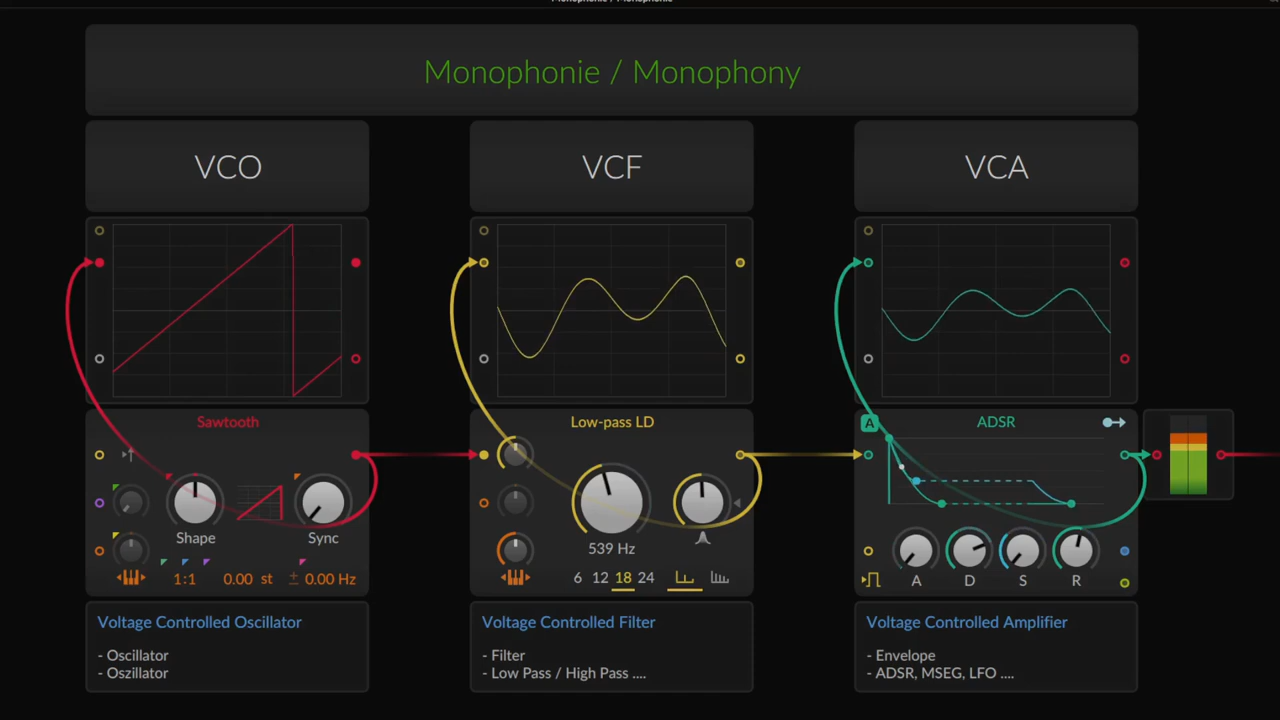 Monophonie / Monophony
Monophonie / Monophony
VCO
VCF
VCA
Sawtooth
Low-pass LD
A
ADSR
Shape
Sync
539 Hz
A
D
S
R
1:1
0.00 st
± 0.00 Hz
6 12 18 24
Voltage Controlled Oscillator
- Oscillator
- Oszillator
Voltage Controlled Filter
- Filter
- Low Pass / High Pass ....
Voltage Controlled Amplifier
- Envelope
- ADSR, MSEG, LFO ....